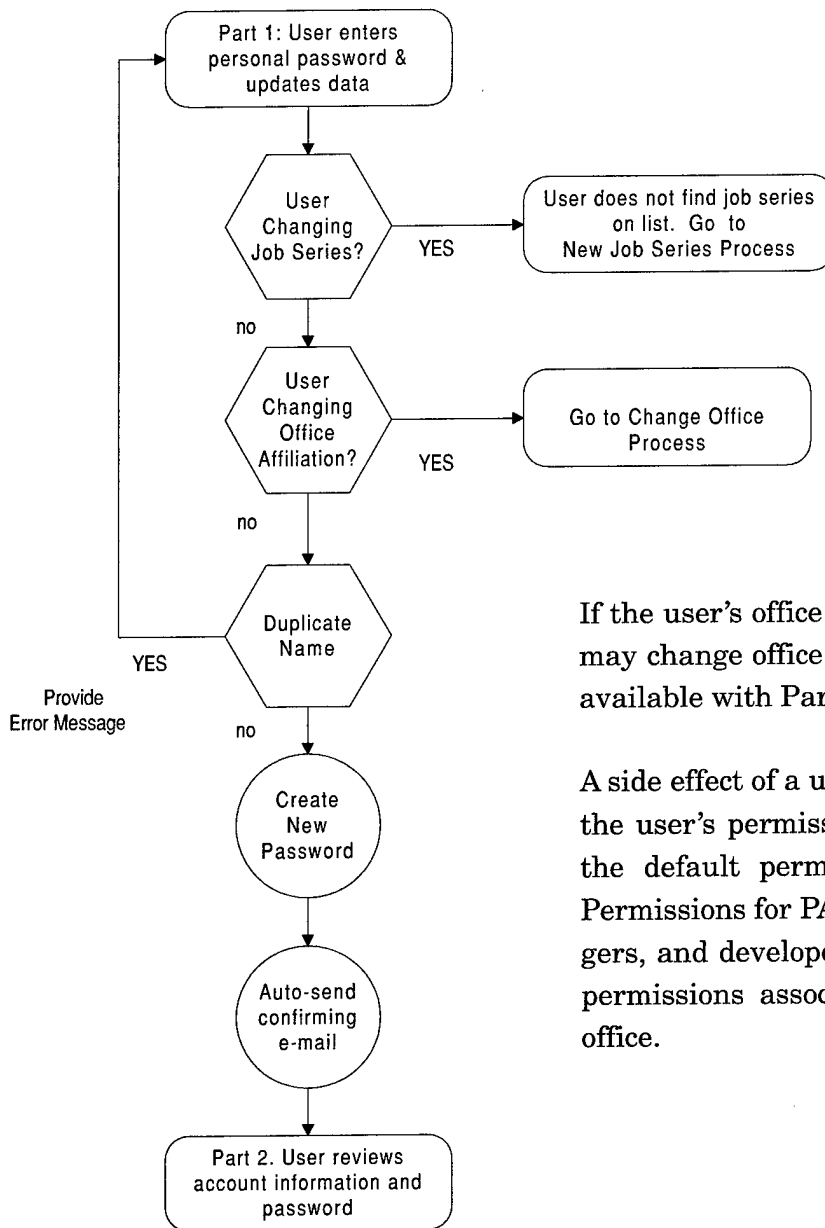 Part 1: User enters
personal password &
updates data
User
Changing
Job Series?
YES
User does not find job series
on list. Go to
New Job Series Process
no
User
Changing
Office
Affiliation?
YES
Go to Change Office
Process
no
Duplicate
Name
YES
Provide
Error Message
no
Create
New
Password
Auto-send
confirming
e-mail
Part 2. User reviews
account information and
password
If the user's office
may change office
available with Par
A side effect of a u
the user's permiss
the default perm
Permissions for PA
gers, and develope
permissions assoc
office.